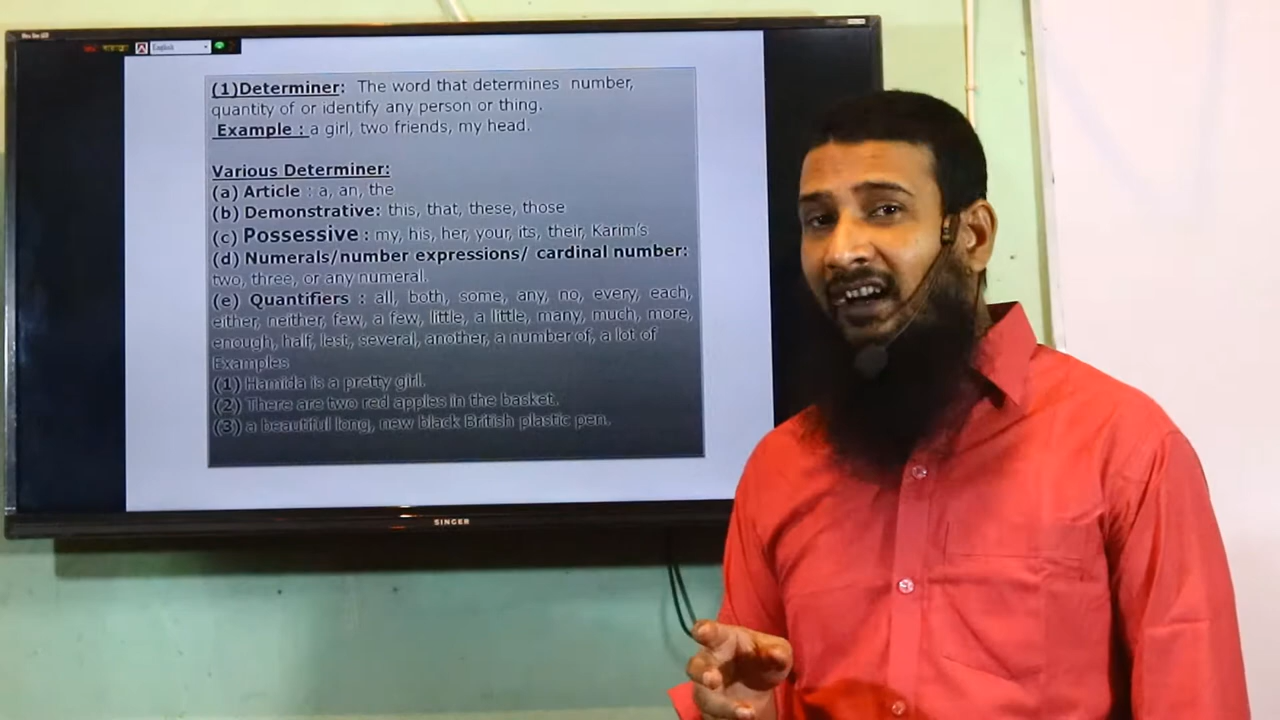 (1)Determiner: The word that determines number,
quantity of or identify any person or thing.
Example : a girl, two friends, my head.
Various Determiner:
(a) Article : a, an, the
(b) Demonstrative: this, that, these, those
(c) Possessive : my, his, her, your, its, their, Karim's
(d) Numerals/number expressions/ cardinal number:
two, three, or any numeral.
(e) Quantifiers : all, both, some, any, no, every, each,
either, neither, few, a few, little, a little, many, much, more,
enough, half, lest, several, another, a number of, a lot of
Examples
(1) Hamida is a pretty girl.
(2) There are two red apples in the basket.
(3) a beautiful long, new black British plastic pen.
English
SINGER